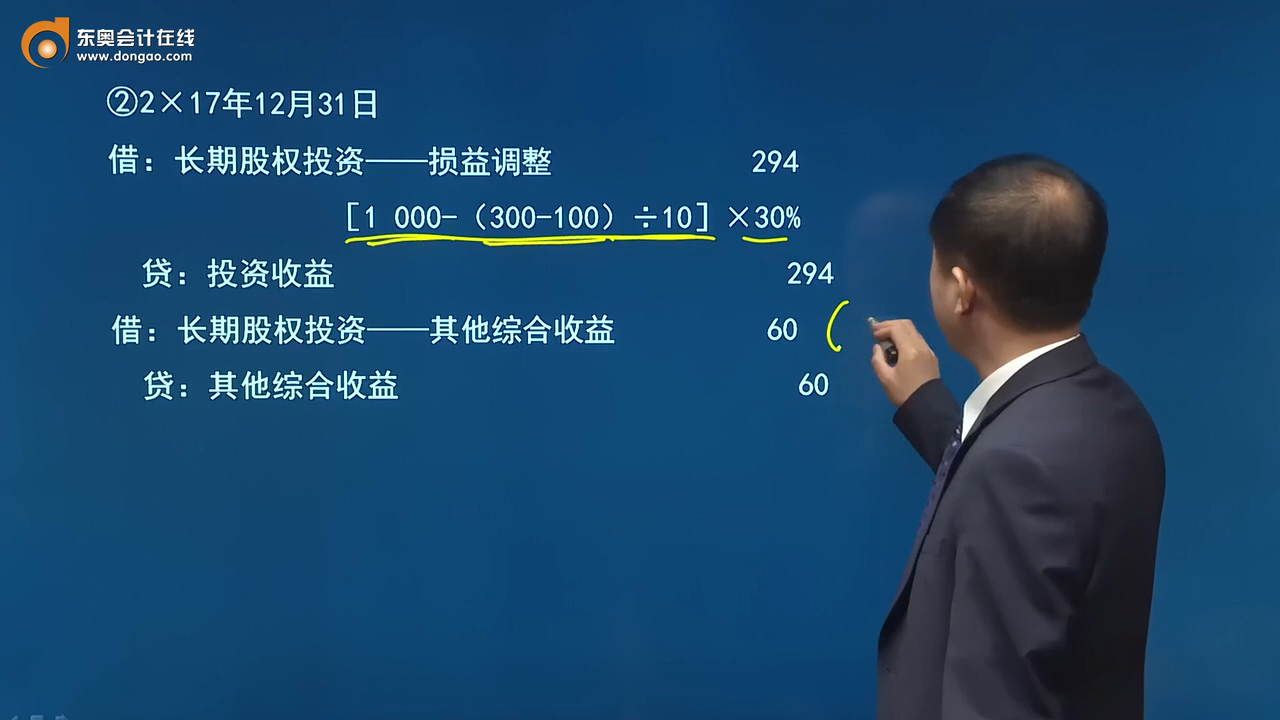 东奥会计在线
www.dongao.com
②2×17年12月31日
借：长期股权投资——损益调整 294
[1 000-（300-100）÷10] ×30%
贷：投资收益 294
借：长期股权投资——其他综合收益 60 (
贷：其他综合收益 60